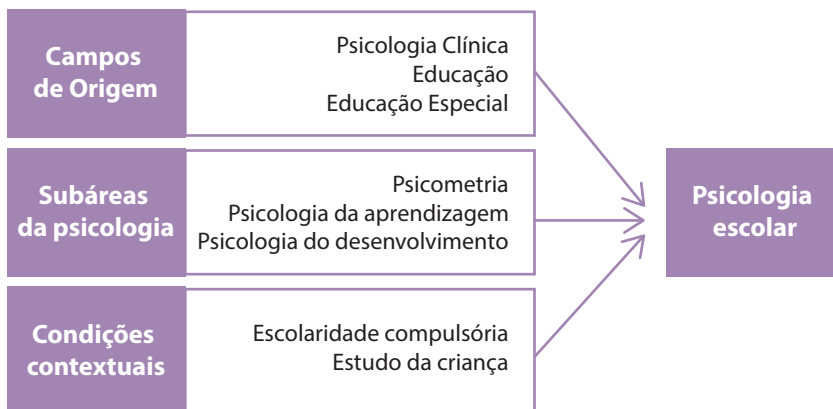 Campos
de Origem
Psicologia Clínica
Educação
Educação Especial
Subáreas
da psicologia
Psicometria
Psicologia da aprendizagem
Psicologia do desenvolvimento
Condições
contextuais
Escolaridade compulsória
Estudo da criança
Psicologia
escolar